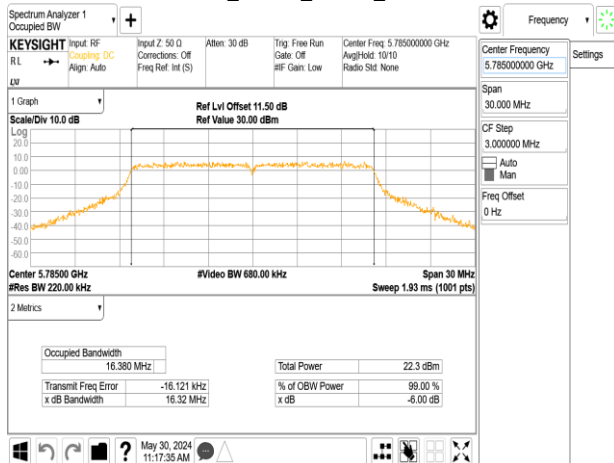 Spectrum Analyzer 1
Occupied BW
Frequency
KEYSIGHT
Input: RF
Input Z: 50 Ω
Atten: 30 dB
Trig: Free Run
Center Freq: 5.785000000 GHz
RL
Coupling: DC
Corrections: Off
Gate: Off
Avg|Hold: 10/10
Align: Auto
Freq Ref: Int (S)
#IF Gain: Low
Radio Std: None
LXI
1 Graph
Scale/Div 10.0 dB
Ref Lvl Offset 11.50 dB
Ref Value 30.00 dBm
Log
20.0
10.0
0.00
-10.0
-20.0
-30.0
-40.0
-50.0
-60.0
Center 5.78500 GHz
#Video BW 680.00 kHz
Span 30 MHz
#Res BW 220.00 kHz
Sweep 1.93 ms (1001 pts)
2 Metrics
Occupied Bandwidth
16.380 MHz
Total Power 22.3 dBm
Transmit Freq Error -16.121 kHz
% of OBW Power 99.00 %
x dB Bandwidth 16.32 MHz
x dB -6.00 dB
May 30, 2024
11:17:35 AM
Center Frequency
5.785000000 GHz
Settings
Span
30.000 MHz
CF Step
3.000000 MHz
Auto
Man
Freq Offset
0 Hz